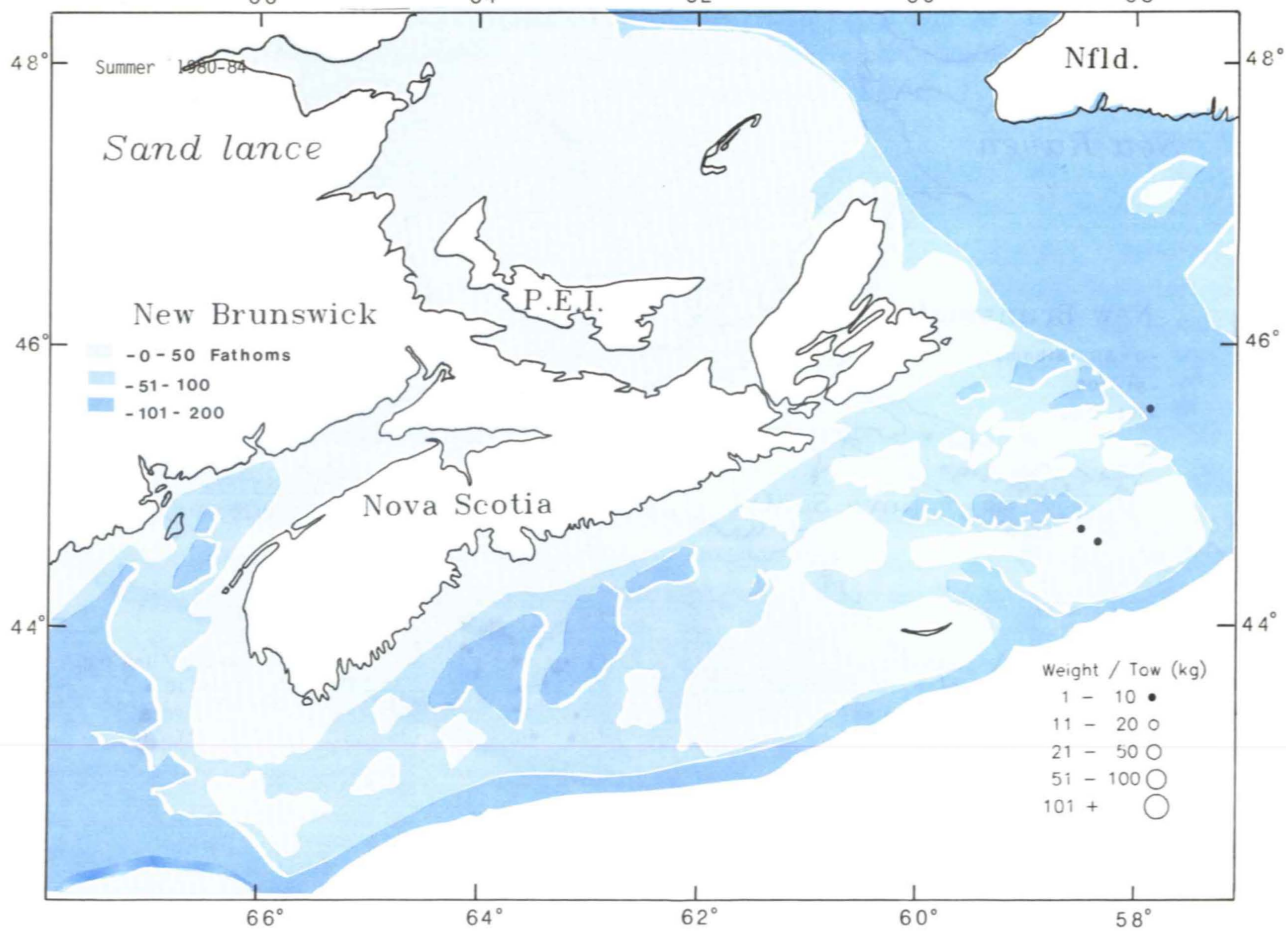 48°
Summer 1980-84
Nfld.
48°
Sand lance
New Brunswick
P.E.I.
46°
-0-50 Fathoms
46°
-51-100
-101-200
Nova Scotia
44°
44°
Weight / Tow (kg)
1 - 10
11 - 20
21 - 50
51 - 100
101 +
66°
64°
62°
60°
58°